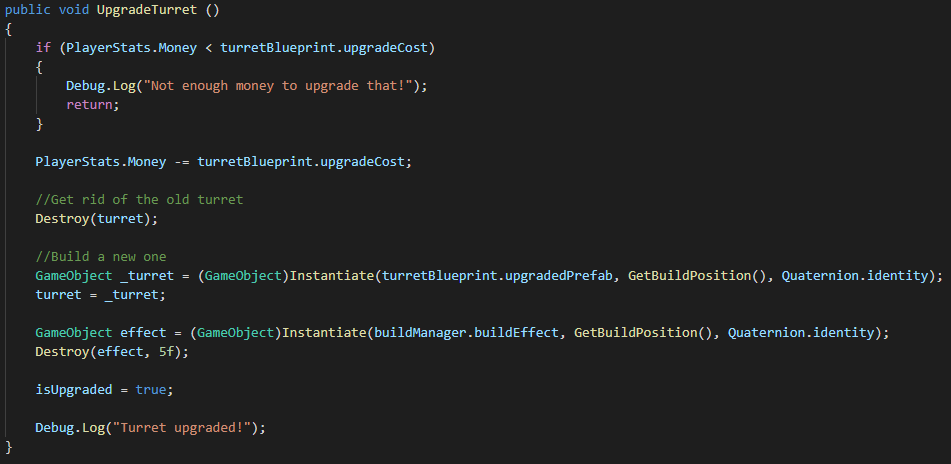 public void UpgradeTurret ()
{
if (PlayerStats.Money < turretBlueprint.upgradeCost)
{
Debug.Log("Not enough money to upgrade that!");
return;
}
PlayerStats.Money -= turretBlueprint.upgradeCost;
//Get rid of the old turret
Destroy(turret);
//Build a new one
GameObject _turret = (GameObject)Instantiate(turretBlueprint.upgradedPrefab, GetBuildPosition(), Quaternion.identity);
turret = _turret;
GameObject effect = (GameObject)Instantiate(buildManager.buildEffect, GetBuildPosition(), Quaternion.identity);
Destroy(effect, 5f);
isUpgraded = true;
Debug.Log("Turret upgraded!");
}